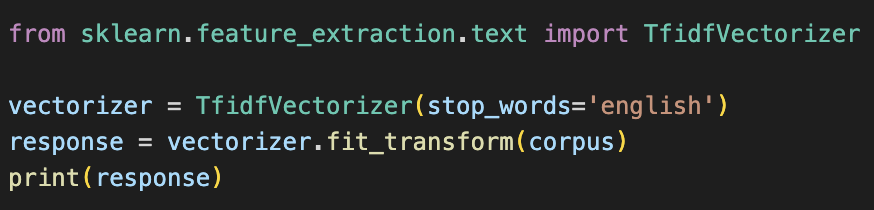 from sklearn.feature_extraction.text import TfidfVectorizer
vectorizer = TfidfVectorizer(stop_words='english')
response = vectorizer.fit_transform(corpus)
print(response)